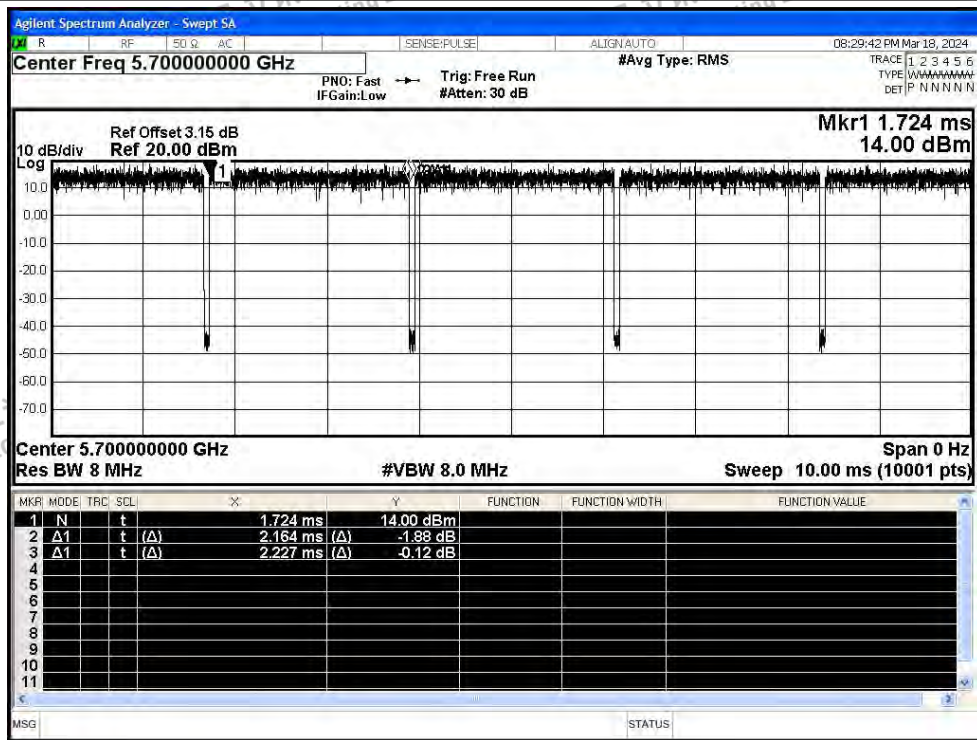 Agilent Spectrum Analyzer - Swept SA
LXI R RF 50 Ω AC SENSE:PULSE ALIGN AUTO 08:29:42 PM Mar 18, 2024
Center Freq 5.700000000 GHz #Avg Type: RMS TRACE 1 2 3 4 5 6
PNO: Fast Trig: Free Run TYPE WWWWWW
IFGain:Low #Atten: 30 dB DET P N N N N N
Mkr1 1.724 ms
Ref Offset 3.15 dB
10 dB/div Ref 20.00 dBm 14.00 dBm
Log
1
10.0
0.00
-10.0
-20.0
-30.0
-40.0
-50.0
-60.0
-70.0
Center 5.700000000 GHz Span 0 Hz
Res BW 8 MHz #VBW 8.0 MHz Sweep 10.00 ms (10001 pts)
MKR MODE TRC SCL X Y FUNCTION FUNCTION WIDTH FUNCTION VALUE
1 N t 1.724 ms 14.00 dBm
2 Δ1 t (Δ) 2.164 ms (Δ) -1.88 dB
3 Δ1 t (Δ) 2.227 ms (Δ) -0.12 dB
4
5
6
7
8
9
10
11
MSG STATUS